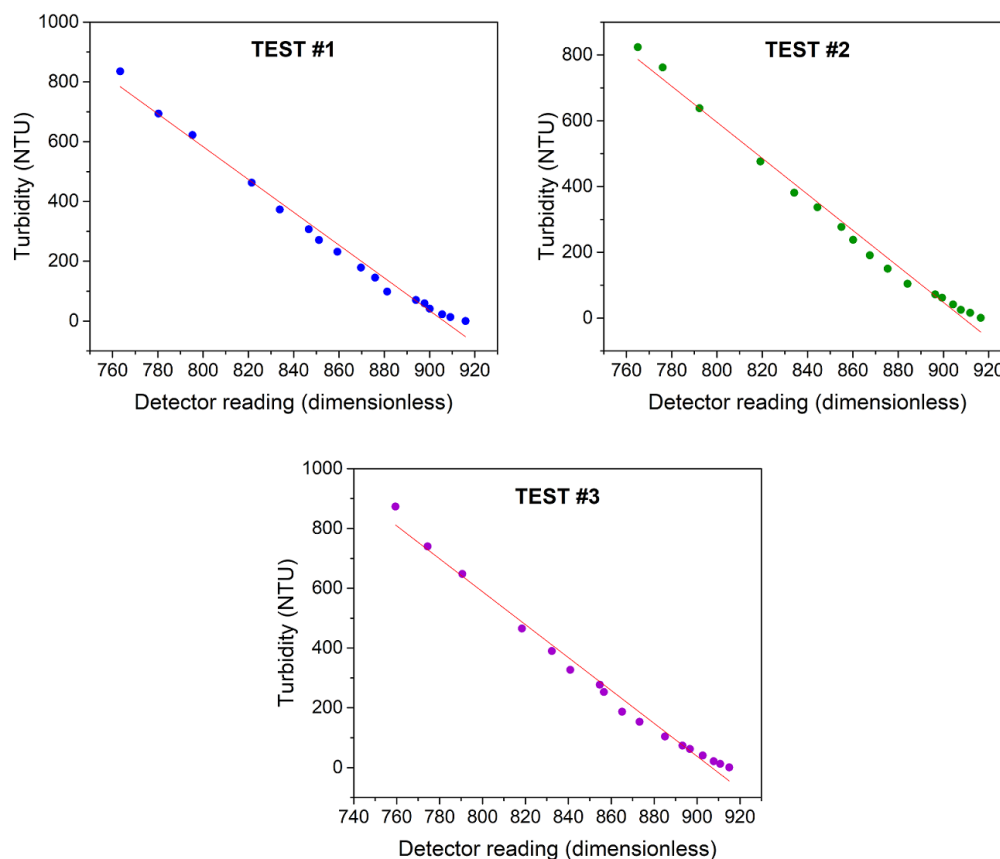 TEST #1
1000
800
600
400
200
0
Turbidity (NTU)
760 780 800 820 840 860 880 900 920
Detector reading (dimensionless)
TEST #2
800
600
400
200
0
Turbidity (NTU)
760 780 800 820 840 860 880 900 920
Detector reading (dimensionless)
TEST #3
1000
800
600
400
200
0
Turbidity (NTU)
740 760 780 800 820 840 860 880 900 920
Detector reading (dimensionless)